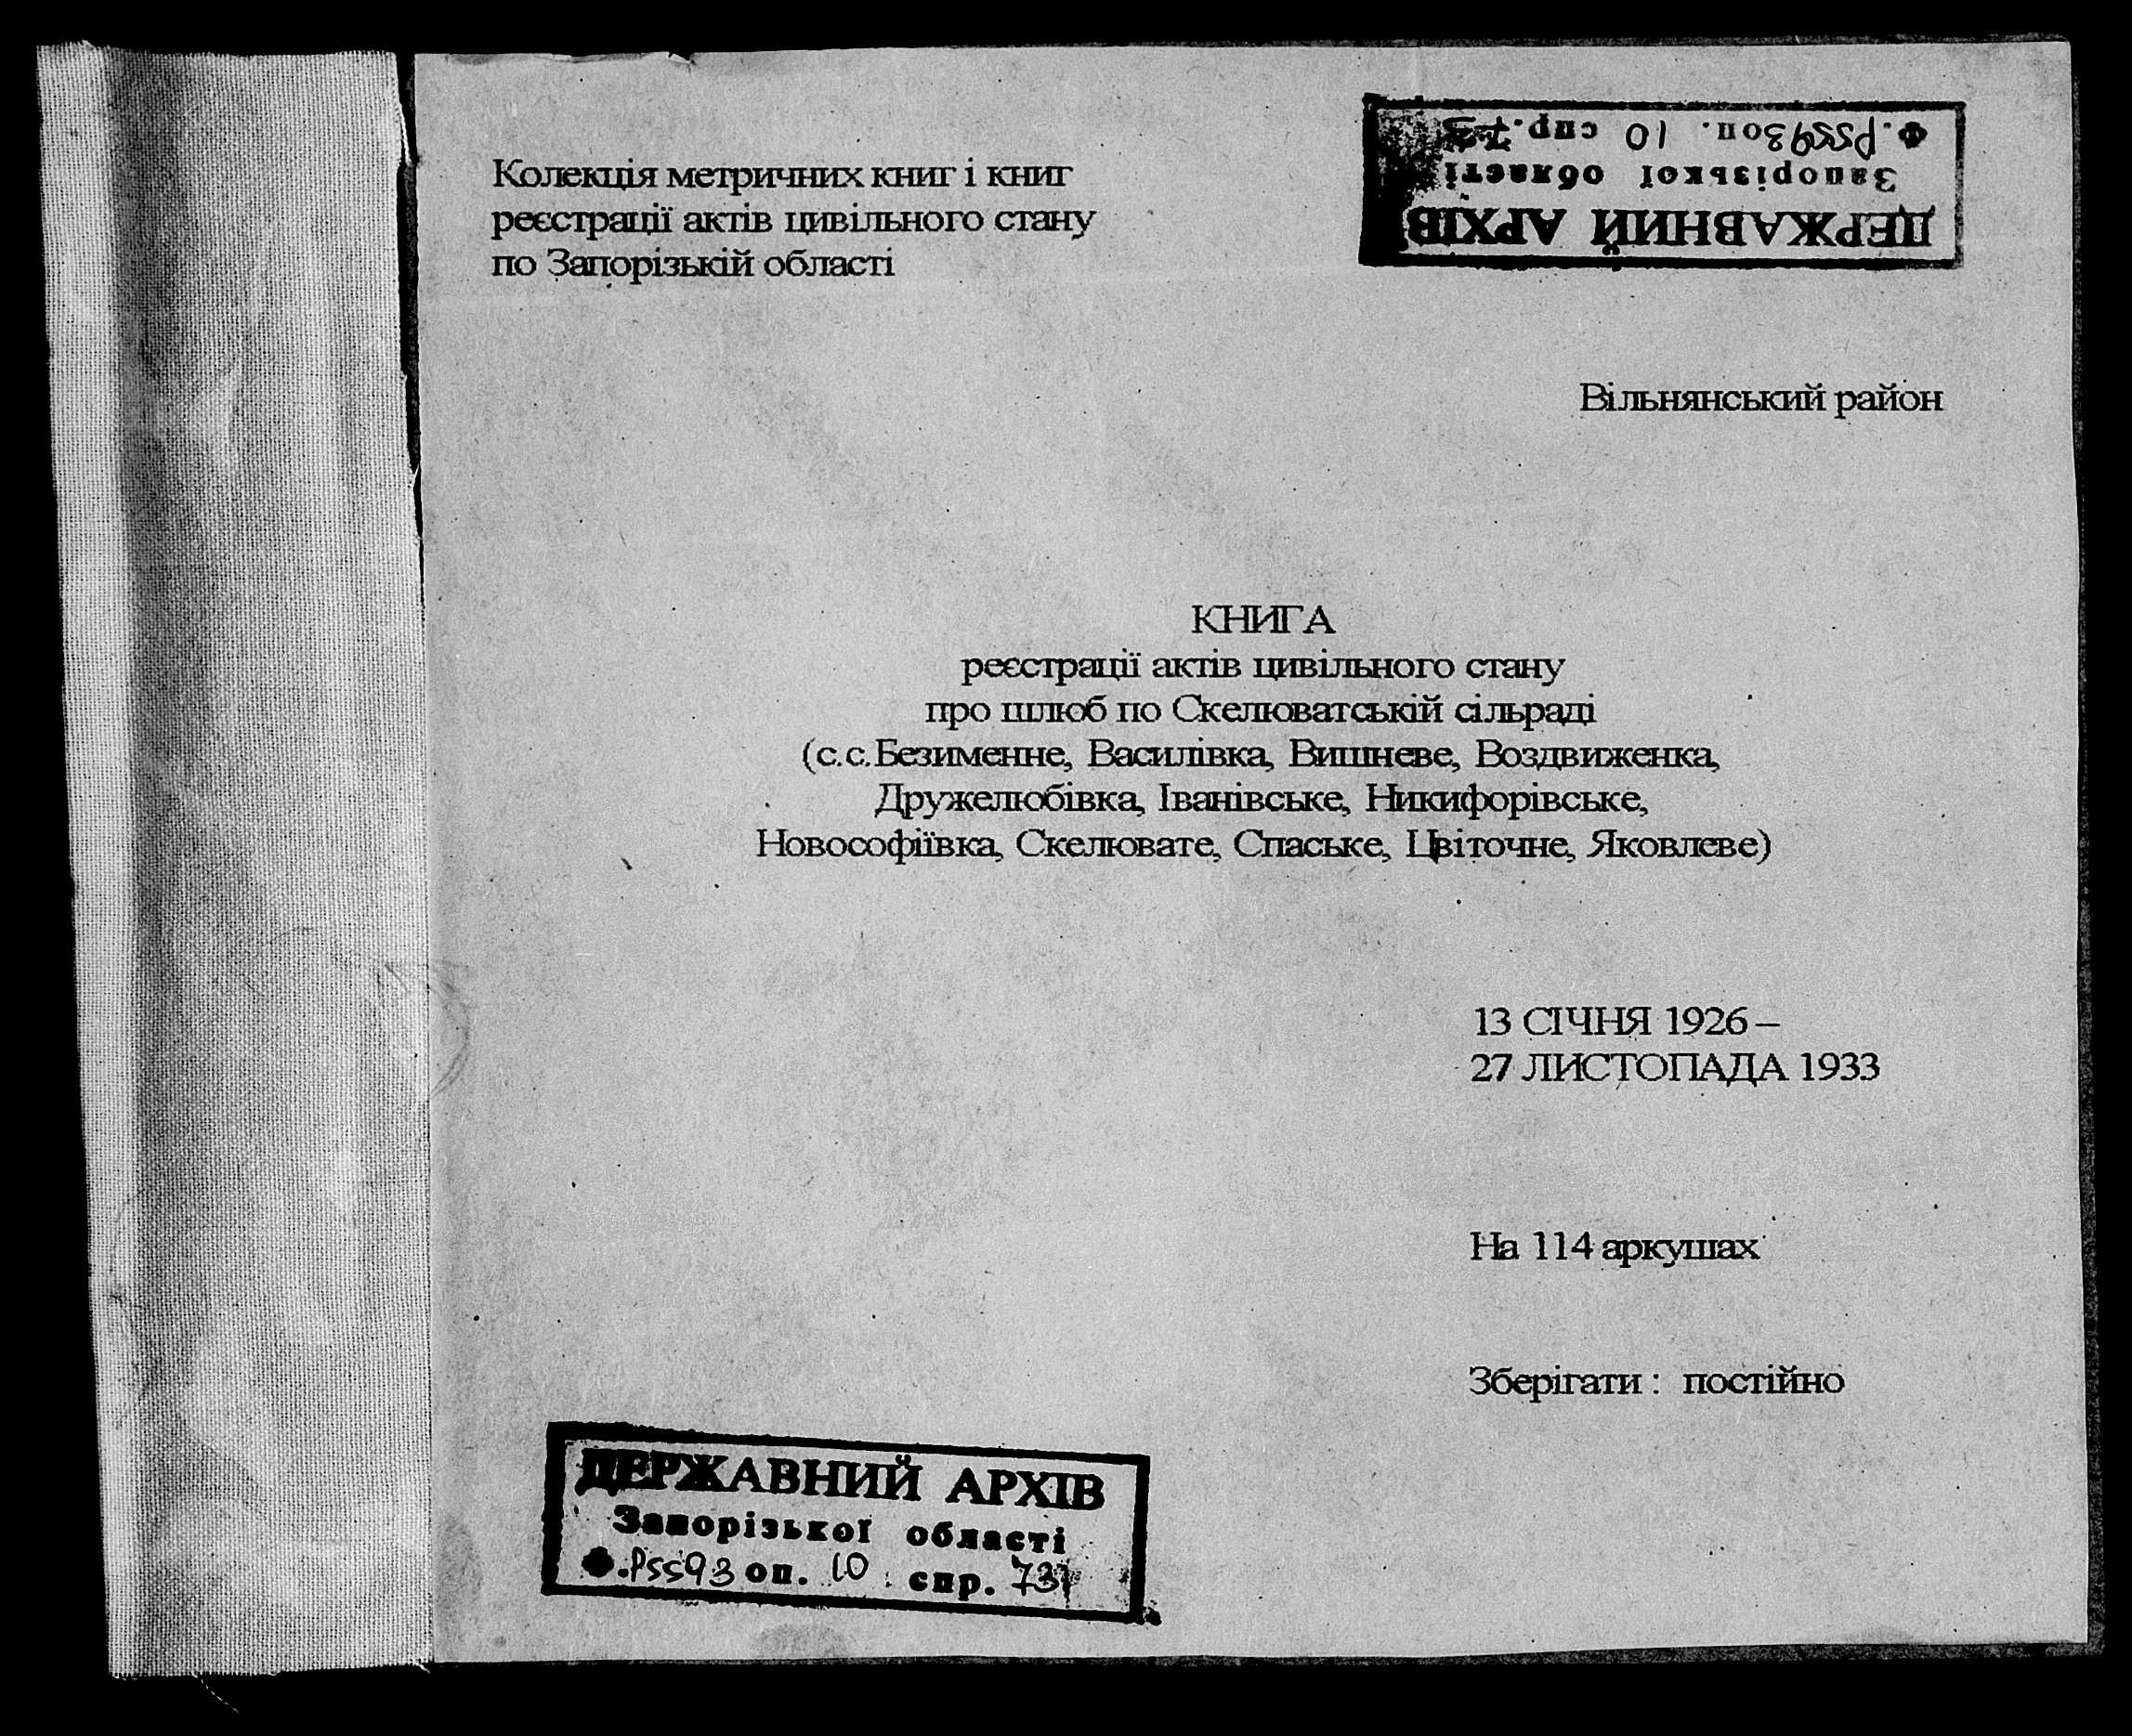 Колекція метричних книг і книг
реєстрації актів цивільного стану
по Запорізькій області
ДЕРЖАВНИЙ АРХІВ
Запорізької області
Ф.Р5593 оп. 10 спр.
Вільнянський район
КНИГА
реєстрації актів цивільного стану
про шлюб по Скелюватській сільраді
(с.с.Безименне, Василівка, Вишневе, Воздвиженка,
Дружелюбівка, Іванівське, Никифорівське,
Новософіївка, Скелювате, Спаське, Цвіточне, Яковлеве)
13 СІЧНЯ 1926 –
27 ЛИСТОПАДА 1933
На 114 аркушах
Зберігати : постійно
ДЕРЖАВНИЙ АРХІВ
Запорізької області
Ф.Р5593 оп. 10 спр.